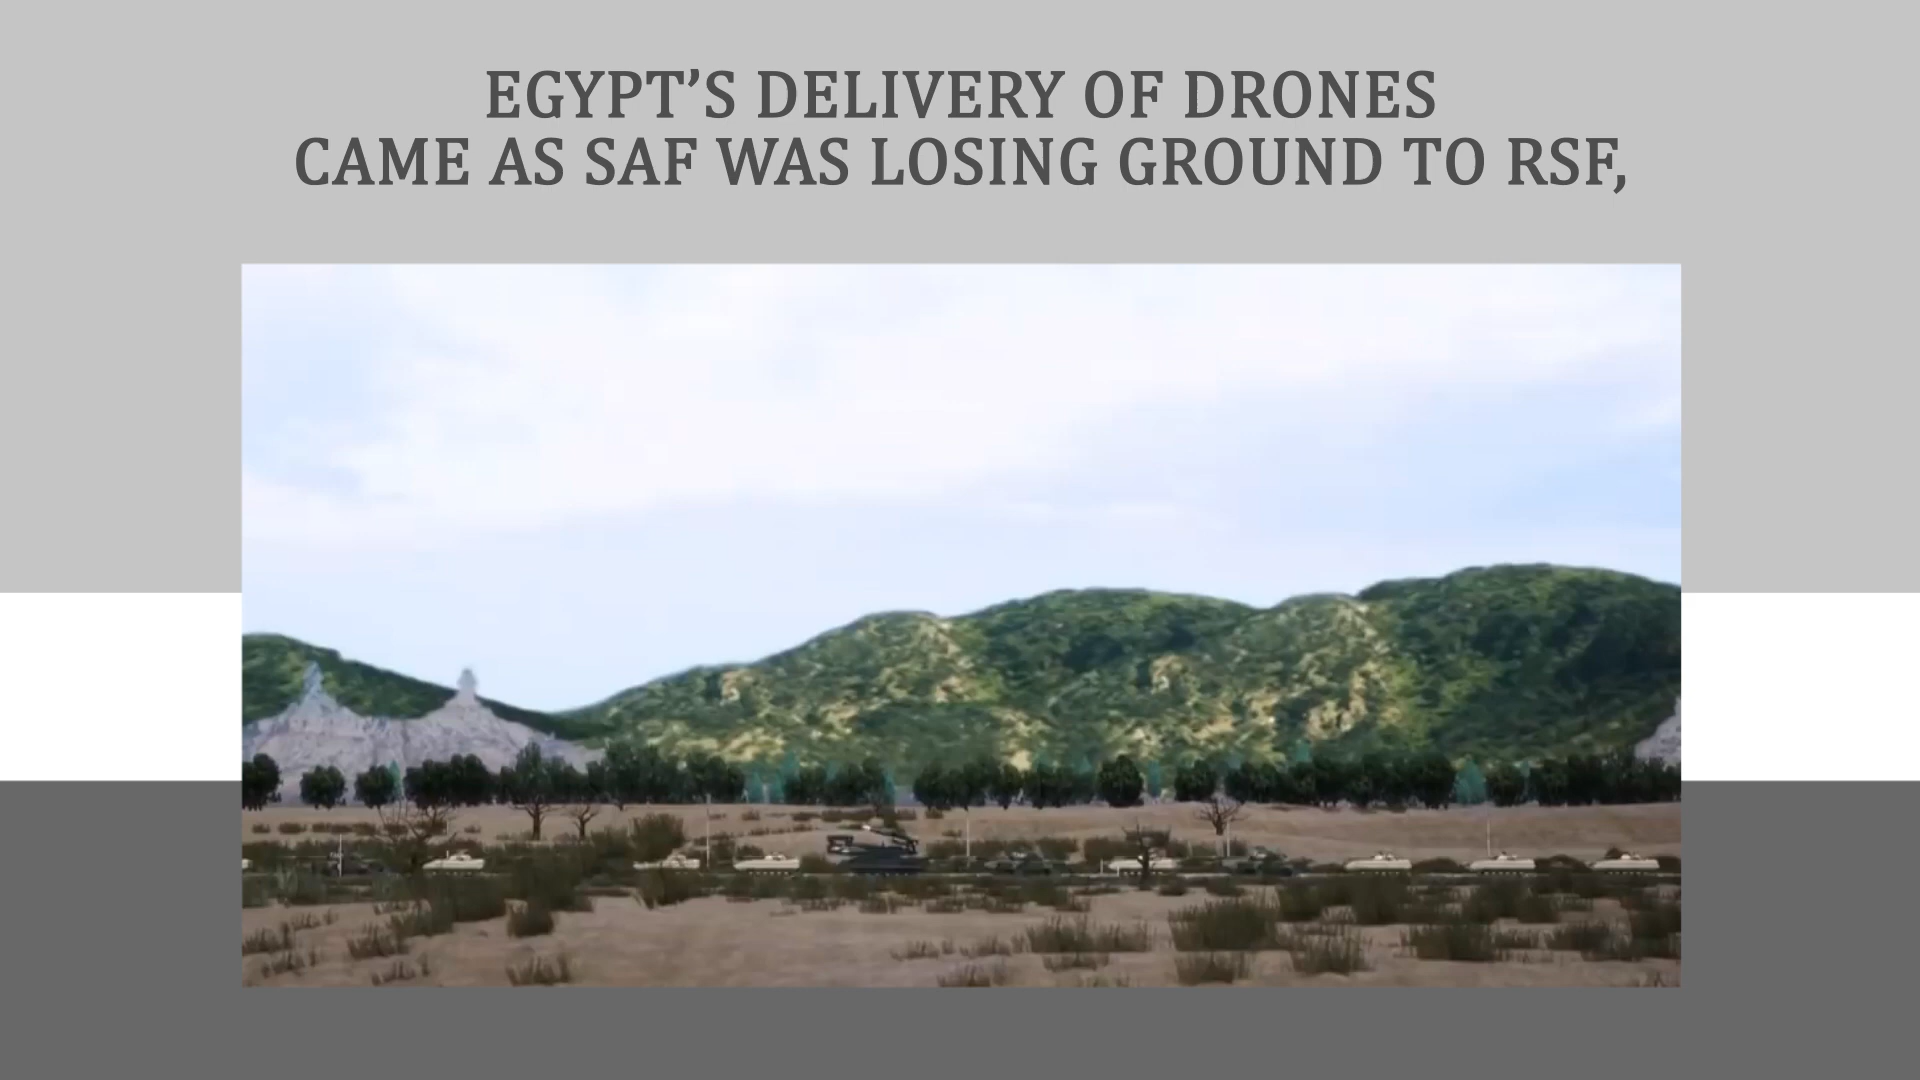 EGYPT’S DELIVERY OF DRONES
CAME AS SAF WAS LOSING GROUND TO RSF,